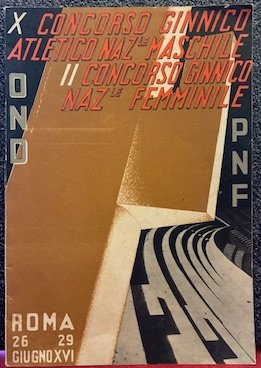 X CONCORSO GINNICO
ATLETICO NAZ.LE MASCHILE
II CONCORSO GINNICO
NAZ.LE FEMMINILE
OND
PNF
ROMA
26 29
GIUGNO XVI